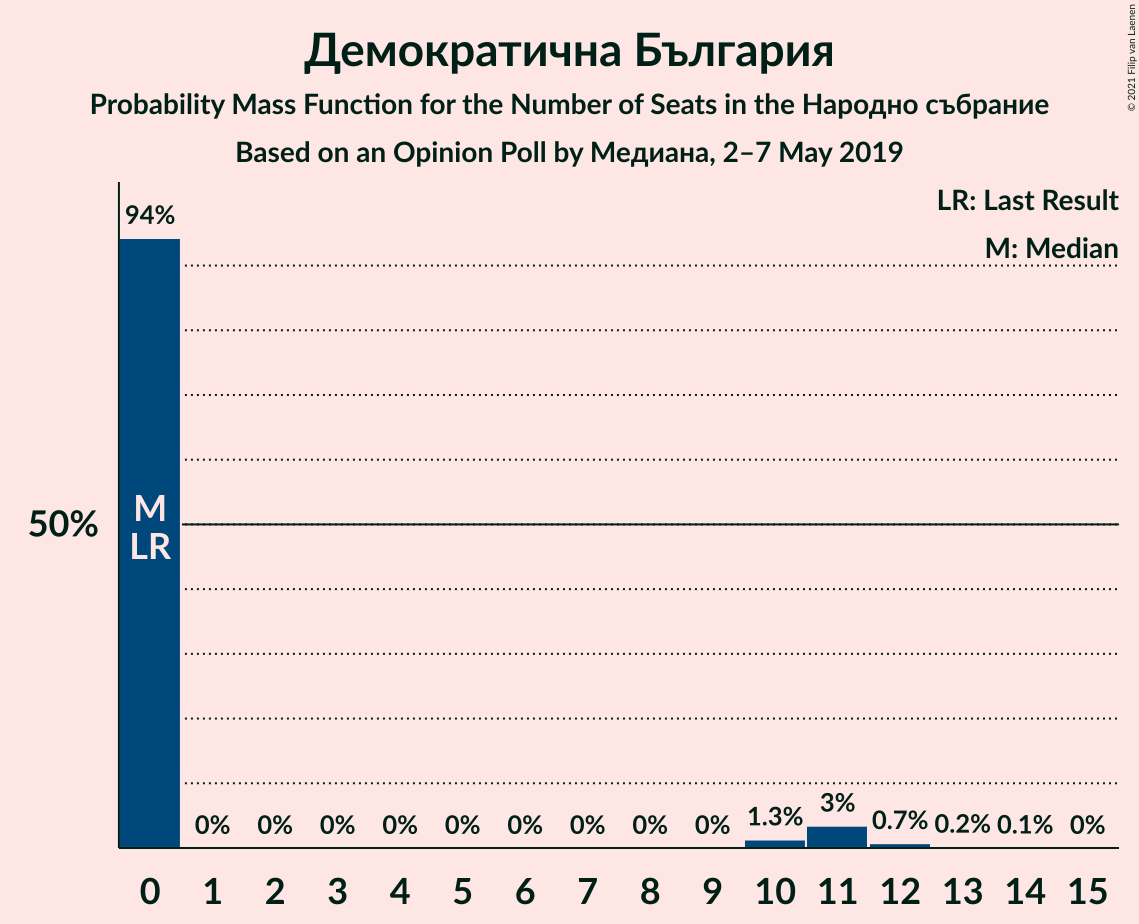 Демократична България
Probability Mass Function for the Number of Seats in the Народно събрание
Based on an Opinion Poll by Медиана, 2–7 May 2019
© 2021 Filip van Laenen
LR: Last Result
M: Median
94%
50%
M
LR
0% 0% 0% 0% 0% 0% 0% 0% 0% 1.3% 3% 0.7% 0.2% 0.1% 0%
0 1 2 3 4 5 6 7 8 9 10 11 12 13 14 15